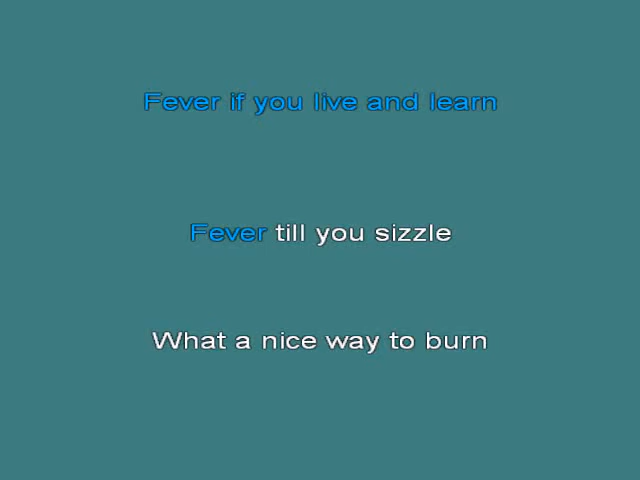 Fever if you live and learn
Fever till you sizzle
What a nice way to burn